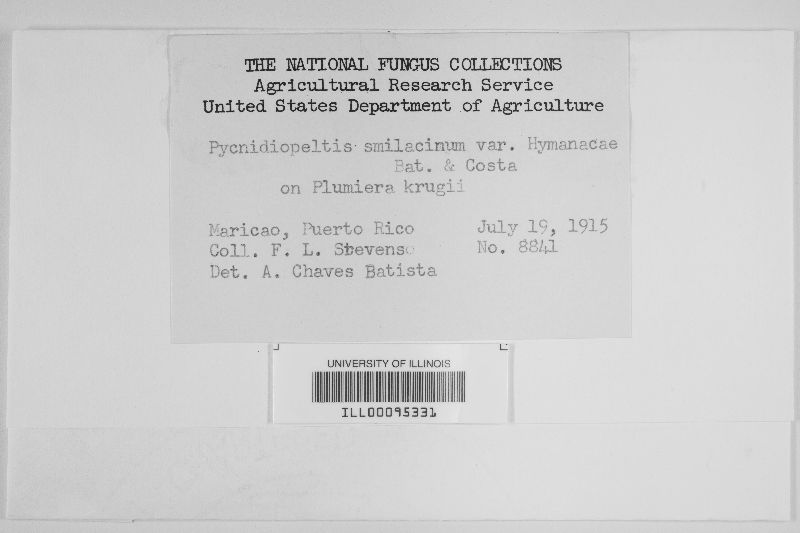 THE NATIONAL FUNGUS COLLECTIONS
Agricultural Research Service
United States Department of Agriculture
Pycnidiopeltis smilacinum var. Hymanacae
Bat. & Costa
on Plumiera krugii
Maricao, Puerto Rico July 19, 1915
Coll. F. L. Stevens No. 8841
Det. A. Chaves Batista
UNIVERSITY OF ILLINOIS
ILL00095331